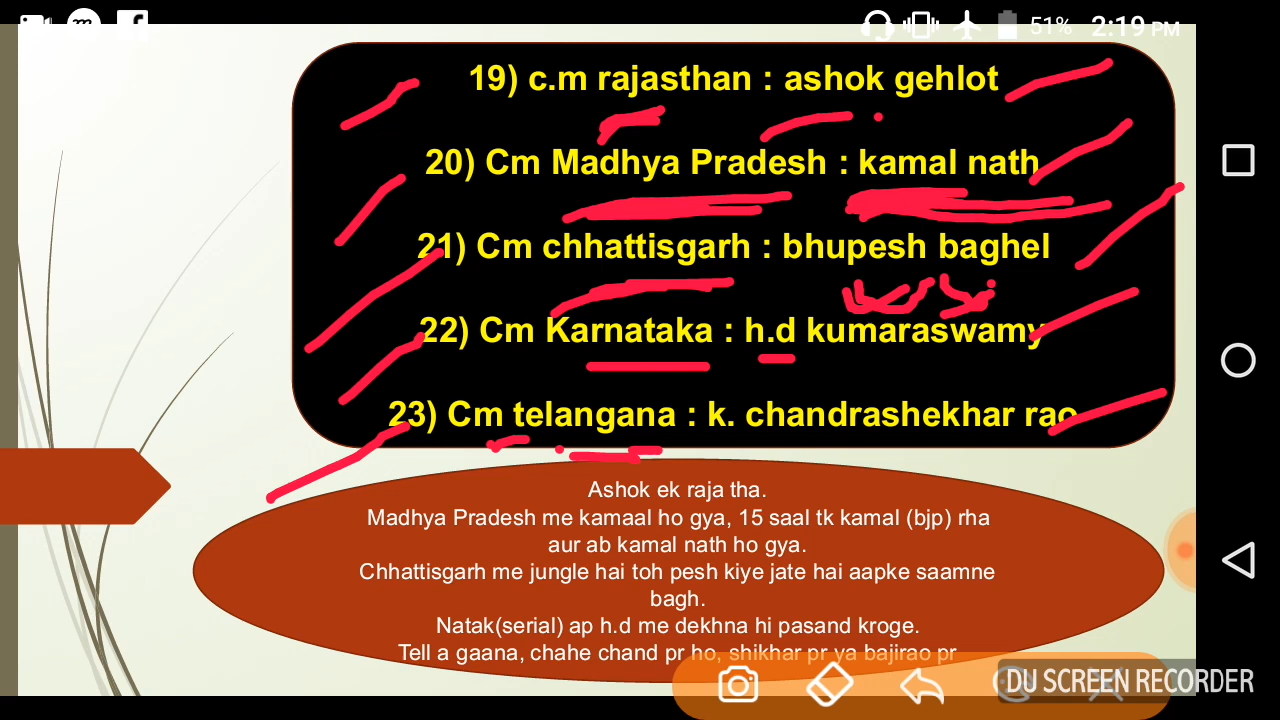 51% 2:19 PM
19) c.m rajasthan : ashok gehlot
20) Cm Madhya Pradesh : kamal nath
21) Cm chhattisgarh : bhupesh baghel
22) Cm Karnataka : h.d kumaraswamy
23) Cm telangana : k. chandrashekhar rao
Ashok ek raja tha.
Madhya Pradesh me kamaal ho gya, 15 saal tk kamal (bjp) rha
aur ab kamal nath ho gya.
Chhattisgarh me jungle hai toh pesh kiye jate hai aapke saamne
bagh.
Natak(serial) ap h.d me dekhna hi pasand kroge.
Tell a gaana, chahe chand pr ho, shikhar pr ya bajirao pr
DU SCREEN RECORDER